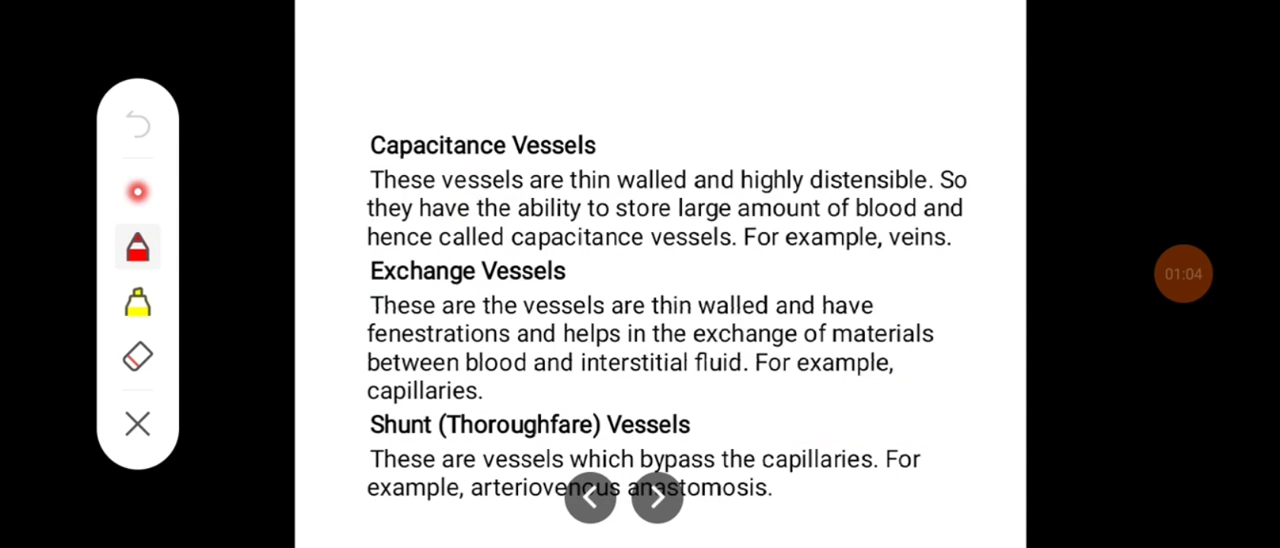 Capacitance Vessels
These vessels are thin walled and highly distensible. So
they have the ability to store large amount of blood and
hence called capacitance vessels. For example, veins.
Exchange Vessels
These are the vessels are thin walled and have
fenestrations and helps in the exchange of materials
between blood and interstitial fluid. For example,
capillaries.
Shunt (Thoroughfare) Vessels
These are vessels which bypass the capillaries. For
example, arteriovenous anastomosis.
01:04